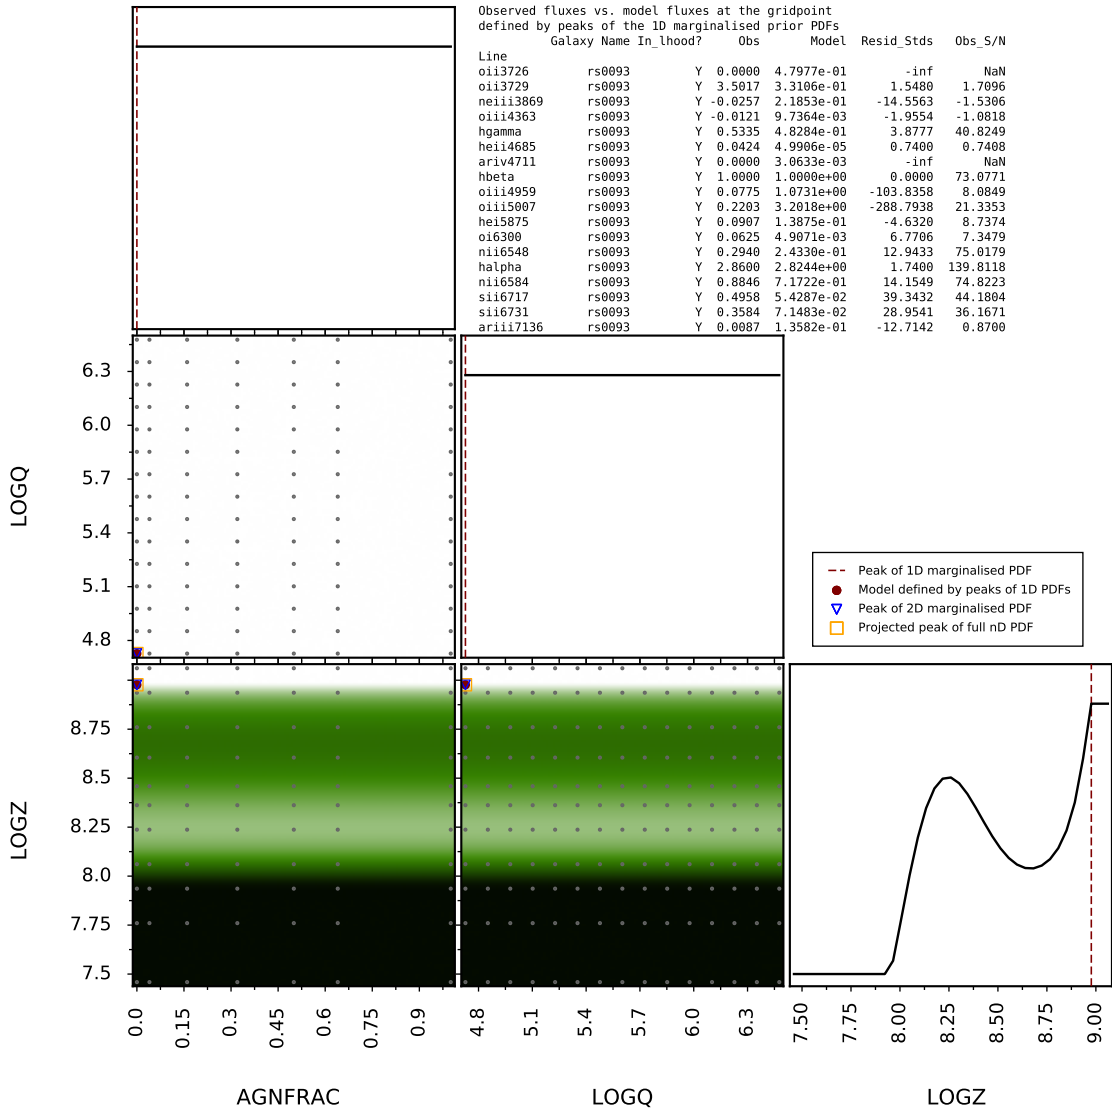 Observed fluxes vs. model fluxes at the gridpoint
defined by peaks of the 1D marginalised prior PDFs
Galaxy Name In_lhood? Obs Model Resid_Stds Obs_S/N
Line
oii3726 rs0093 Y 0.0000 4.7977e-01 -inf NaN
oii3729 rs0093 Y 3.5017 3.3106e-01 1.5480 1.7096
neiii3869 rs0093 Y -0.0257 2.1853e-01 -14.5563 -1.5306
oiii4363 rs0093 Y -0.0121 9.7364e-03 -1.9554 -1.0818
hgamma rs0093 Y 0.5335 4.8284e-01 3.8777 40.8249
heii4685 rs0093 Y 0.0424 4.9906e-05 0.7400 0.7408
ariv4711 rs0093 Y 0.0000 3.0633e-03 -inf NaN
hbeta rs0093 Y 1.0000 1.0000e+00 0.0000 73.0771
oiii4959 rs0093 Y 0.0775 1.0731e+00 -103.8358 8.0849
oiii5007 rs0093 Y 0.2203 3.2018e+00 -288.7938 21.3353
hei5875 rs0093 Y 0.0907 1.3875e-01 -4.6320 8.7374
oi6300 rs0093 Y 0.0625 4.9071e-03 6.7706 7.3479
nii6548 rs0093 Y 0.2940 2.4330e-01 12.9433 75.0179
halpha rs0093 Y 2.8600 2.8244e+00 1.7400 139.8118
nii6584 rs0093 Y 0.8846 7.1722e-01 14.1549 74.8223
sii6717 rs0093 Y 0.4958 5.4287e-02 39.3432 44.1804
sii6731 rs0093 Y 0.3584 7.1483e-02 28.9541 36.1671
ariii7136 rs0093 Y 0.0087 1.3582e-01 -12.7142 0.8700
LOGQ
6.3
6.0
5.7
5.4
5.1
4.8
Peak of 1D marginalised PDF
Model defined by peaks of 1D PDFs
Peak of 2D marginalised PDF
Projected peak of full nD PDF
LOGZ
8.75
8.5
8.25
8.0
7.75
7.5
0.0 0.15 0.3 0.45 0.6 0.75 0.9
4.8 5.1 5.4 5.7 6.0 6.3
7.50 7.75 8.00 8.25 8.50 8.75 9.00
AGNFRAC
LOGQ
LOGZ